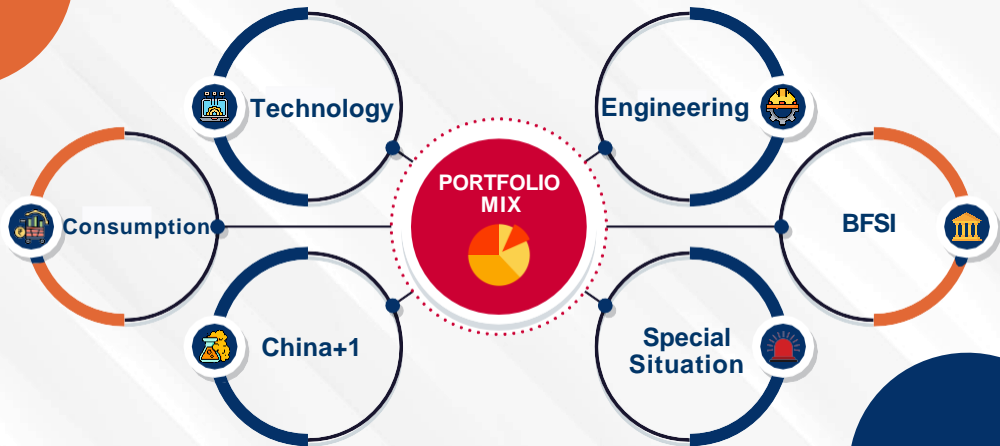 Technology
Engineering
PORTFOLIO
MIX
Consumption
BFSI
China+1
Special
Situation